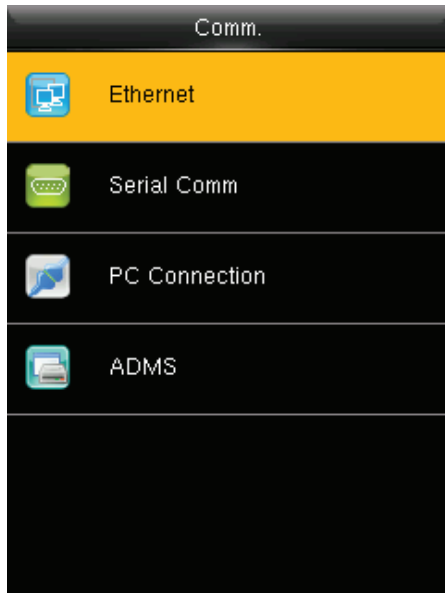 Comm.
Ethernet
Serial Comm
PC Connection
ADMS